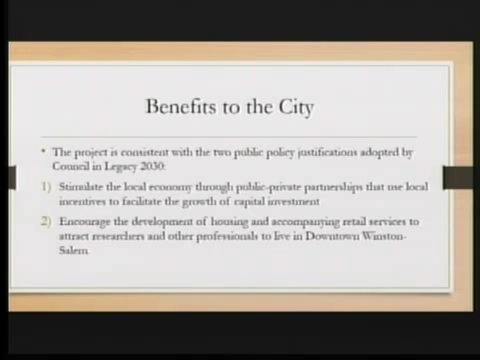 Benefits to the City
• The project is consistent with the two public policy justifications adopted by
Council in Legacy 2030:
1) Stimulate the local economy through public-private partnerships that use local
incentives to facilitate the growth of capital investment
2) Encourage the development of housing and accompanying retail services to
attract researchers and other professionals to live in Downtown Winston-
Salem.